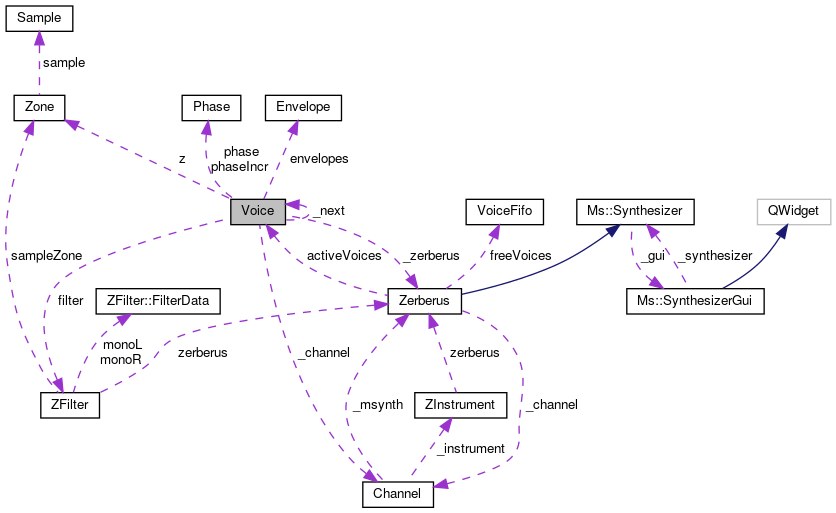 Sample
sample
Zone
Phase
Envelope
z
phase
phaseIncr
envelopes
Voice
_next
VoiceFifo
Ms::Synthesizer
QWidget
sampleZone
activeVoices
_zerberus
freeVoices
_gui
_synthesizer
filter
ZFilter::FilterData
Zerberus
Ms::SynthesizerGui
monoL
monoR
zerberus
_channel
zerberus
ZFilter
_msynth
ZInstrument
_channel
_instrument
Channel